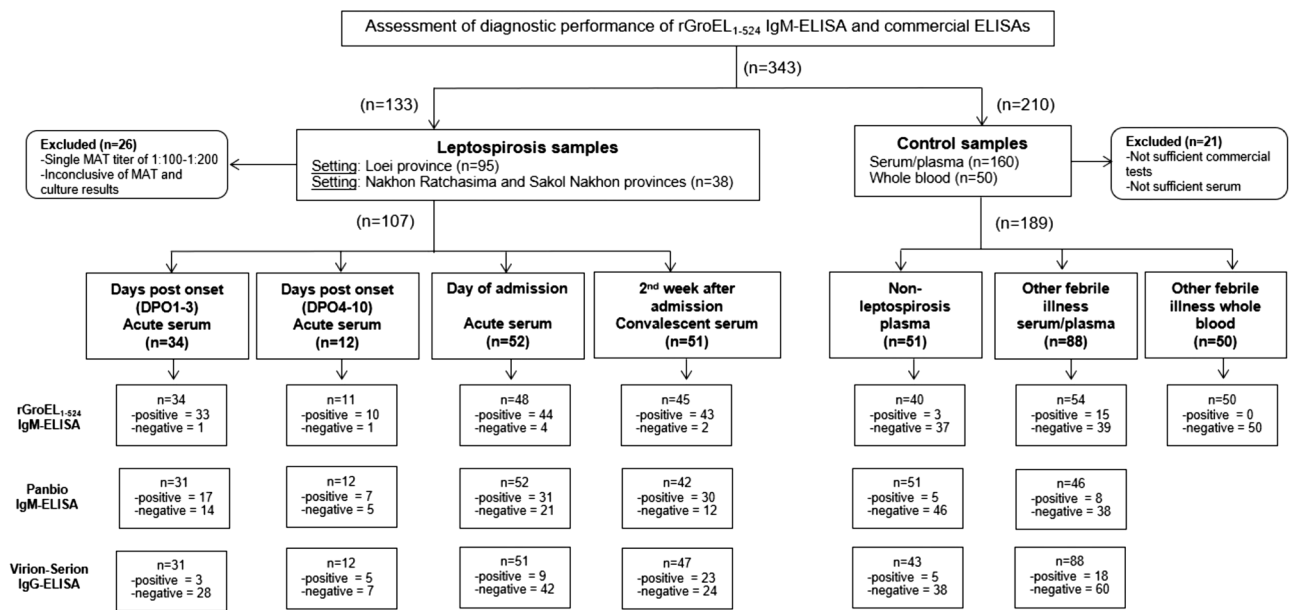 Assessment of diagnostic performance of rGroEL1-524 IgM-ELISA and commercial ELISAs
(n=343)
(n=133)
(n=210)
Excluded (n=26)
-Single MAT titer of 1:100-1:200
-Inconclusive of MAT and
culture results
Leptospirosis samples
Setting: Loei province (n=95)
Setting: Nakhon Ratchasima and Sakol Nakhon provinces (n=38)
Control samples
Serum/plasma (n=160)
Whole blood (n=50)
Excluded (n=21)
-Not sufficient commercial
tests
-Not sufficient serum
(n=107)
(n=189)
Days post onset
(DPO1-3)
Acute serum
(n=34)
Days post onset
(DPO4-10)
Acute serum
(n=12)
Day of admission
Acute serum
(n=52)
2nd week after
admission
Convalescent serum
(n=51)
Non-
leptospirosis
plasma
(n=51)
Other febrile
illness
serum/plasma
(n=88)
Other febrile
illness whole
blood
(n=50)
rGroEL1-524
IgM-ELISA
n=34
-positive = 33
-negative = 1
n=11
-positive = 10
-negative = 1
n=48
-positive = 44
-negative = 4
n=45
-positive = 43
-negative = 2
n=40
-positive = 3
-negative = 37
n=54
-positive = 15
-negative = 39
n=50
-positive = 0
-negative = 50
Panbio
IgM-ELISA
n=31
-positive = 17
-negative = 14
n=12
-positive = 7
-negative = 5
n=52
-positive = 31
-negative = 21
n=42
-positive = 30
-negative = 12
n=51
-positive = 5
-negative = 46
n=46
-positive = 8
-negative = 38
Virion-Serion
IgG-ELISA
n=31
-positive = 3
-negative = 28
n=12
-positive = 5
-negative = 7
n=51
-positive = 9
-negative = 42
n=47
-positive = 23
-negative = 24
n=43
-positive = 5
-negative = 38
n=88
-positive = 18
-negative = 60